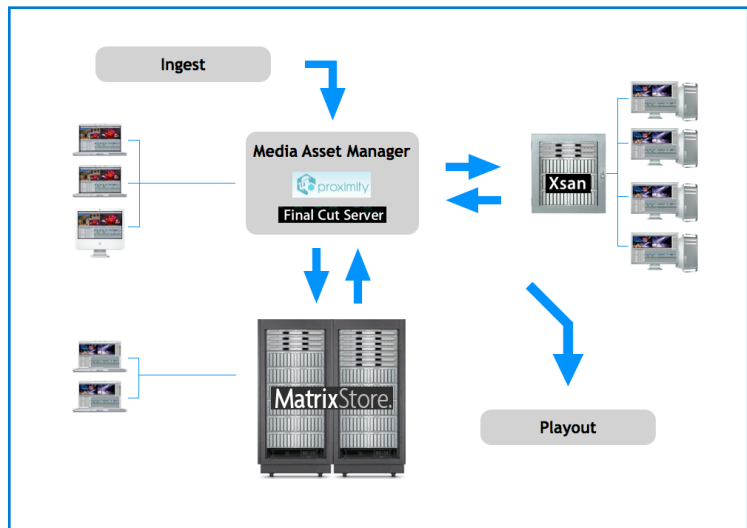 Ingest
Media Asset Manager
proximity
Final Cut Server
Xsan
MatrixStore.
Playout